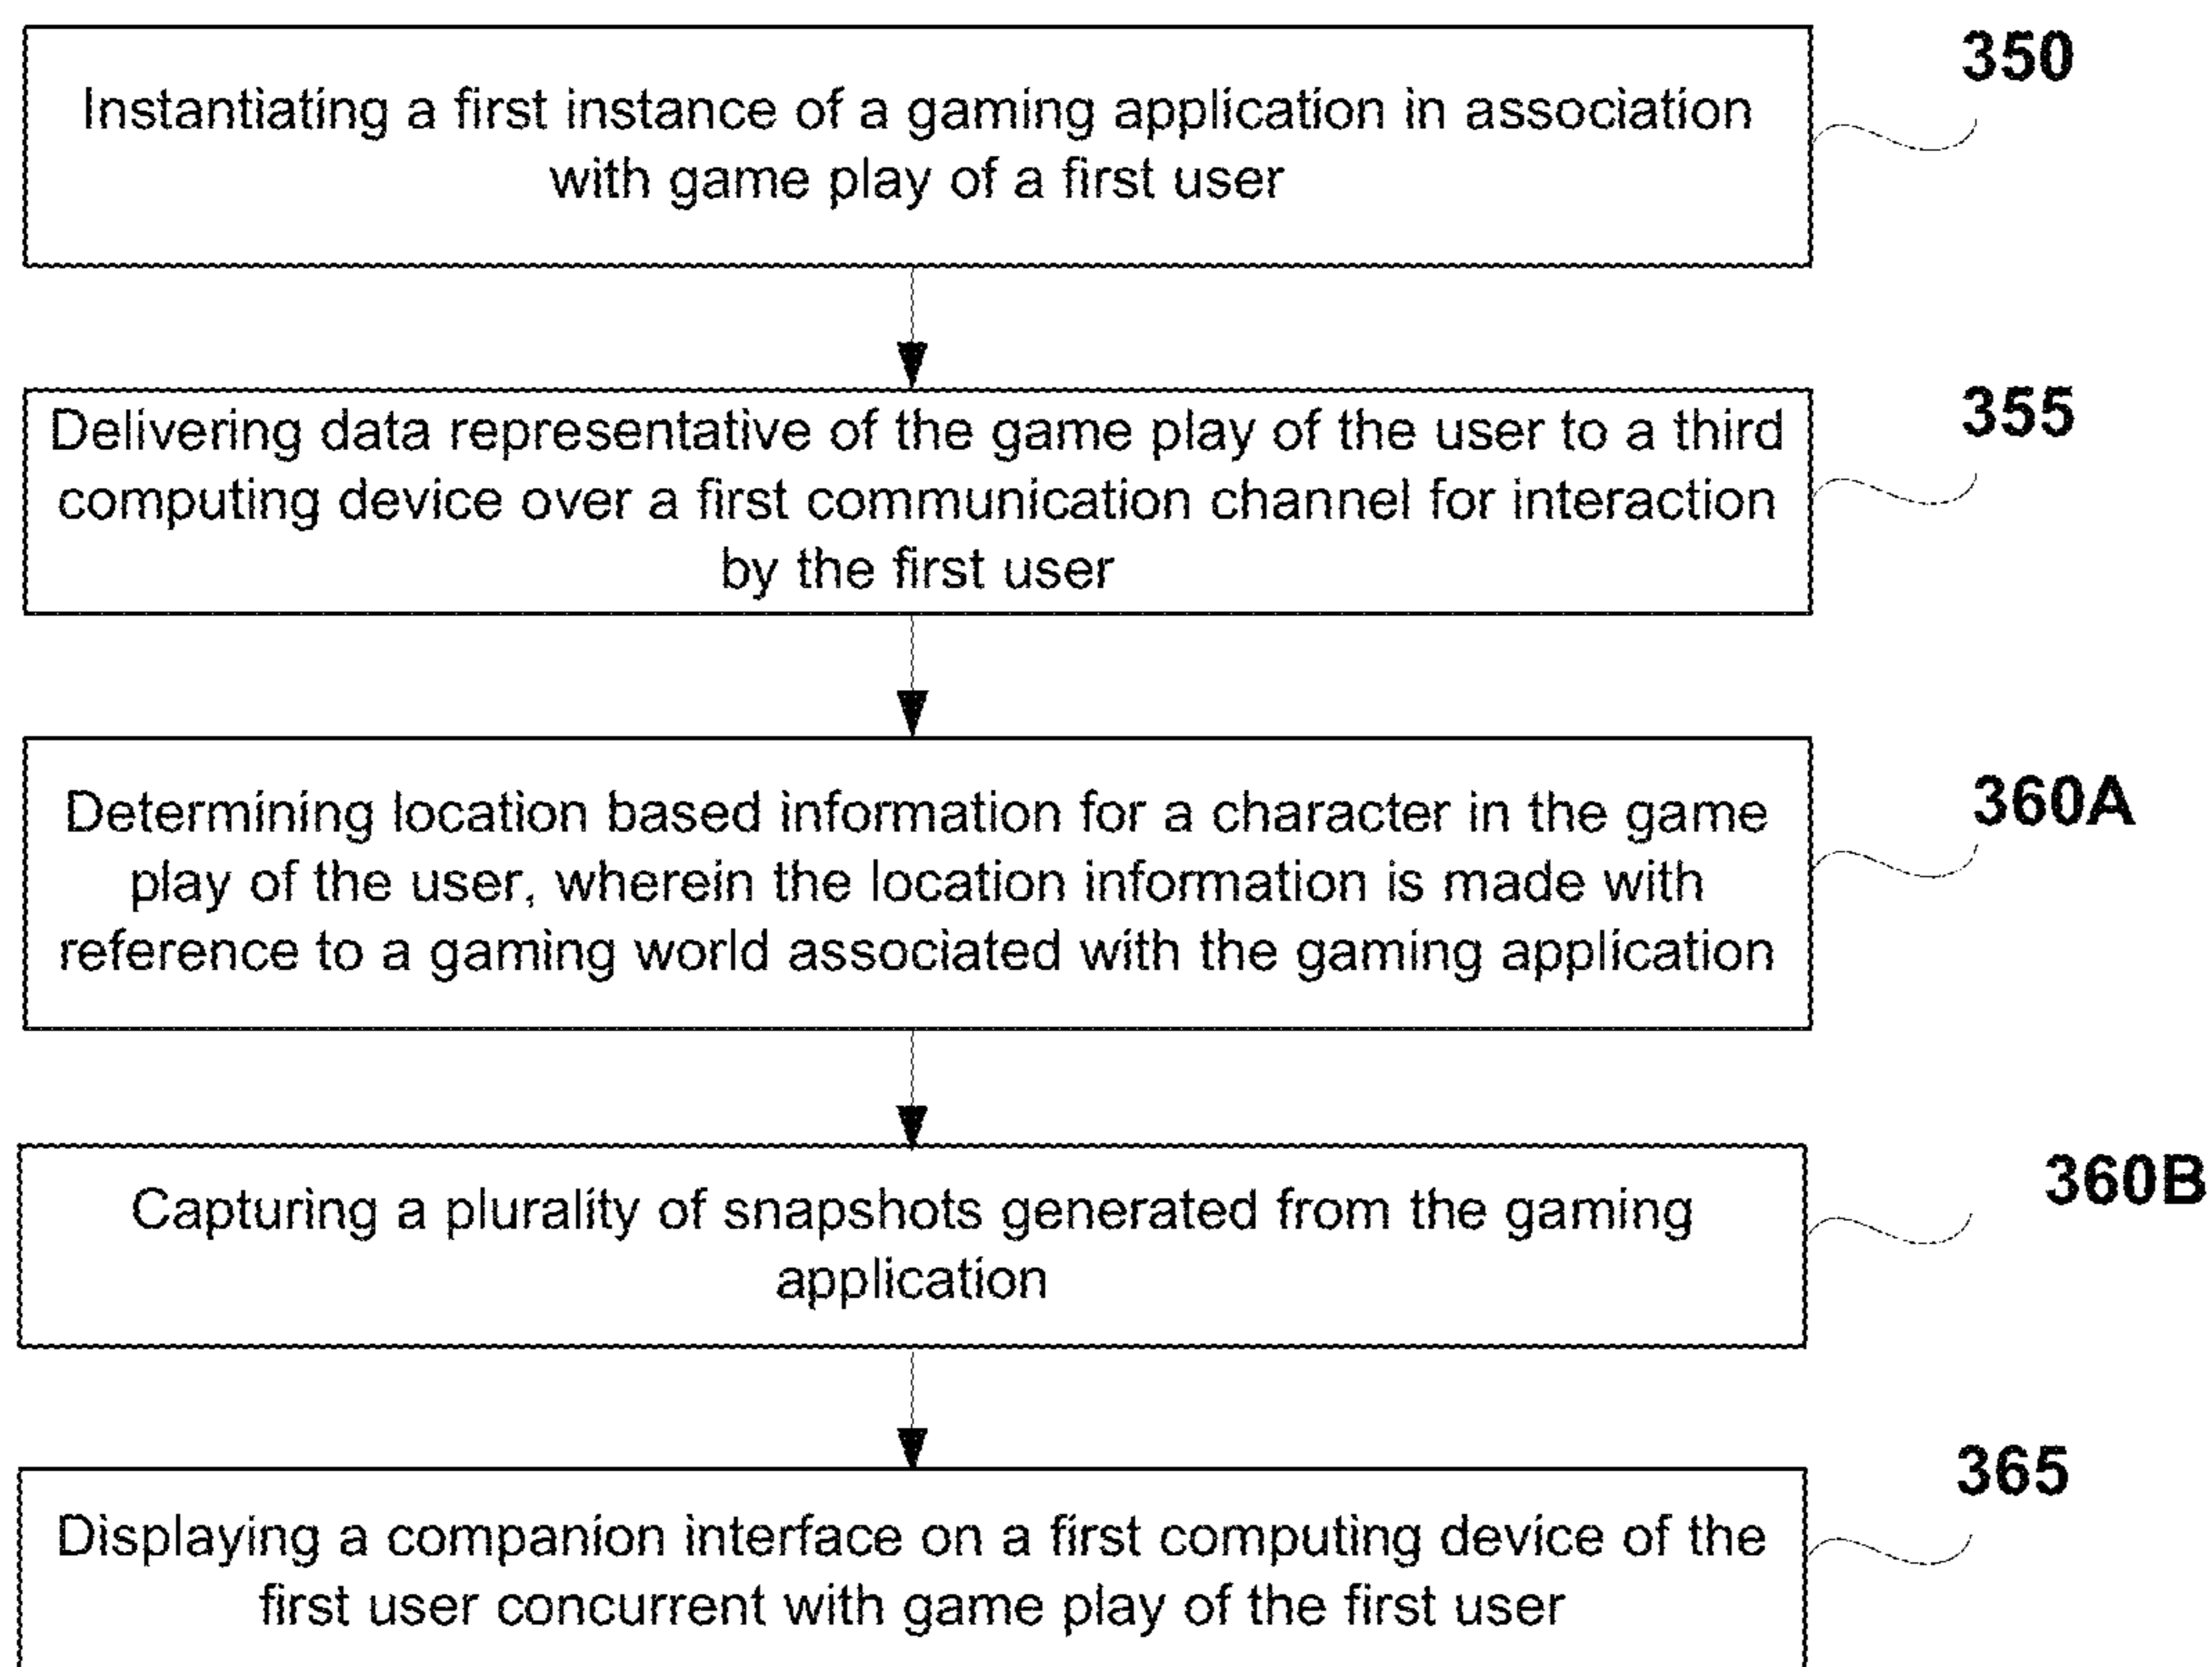 350
Instantiating a first instance of a gaming application in association
with game play of a first user
355
Delivering data representative of the game play of the user to a third
computing device over a first communication channel for interaction
by the first user
360A
Determining location based information for a character in the game
play of the user, wherein the location information is made with
reference to a gaming world associated with the gaming application
360B
Capturing a plurality of snapshots generated from the gaming
application
365
Displaying a companion interface on a first computing device of the
first user concurrent with game play of the first user